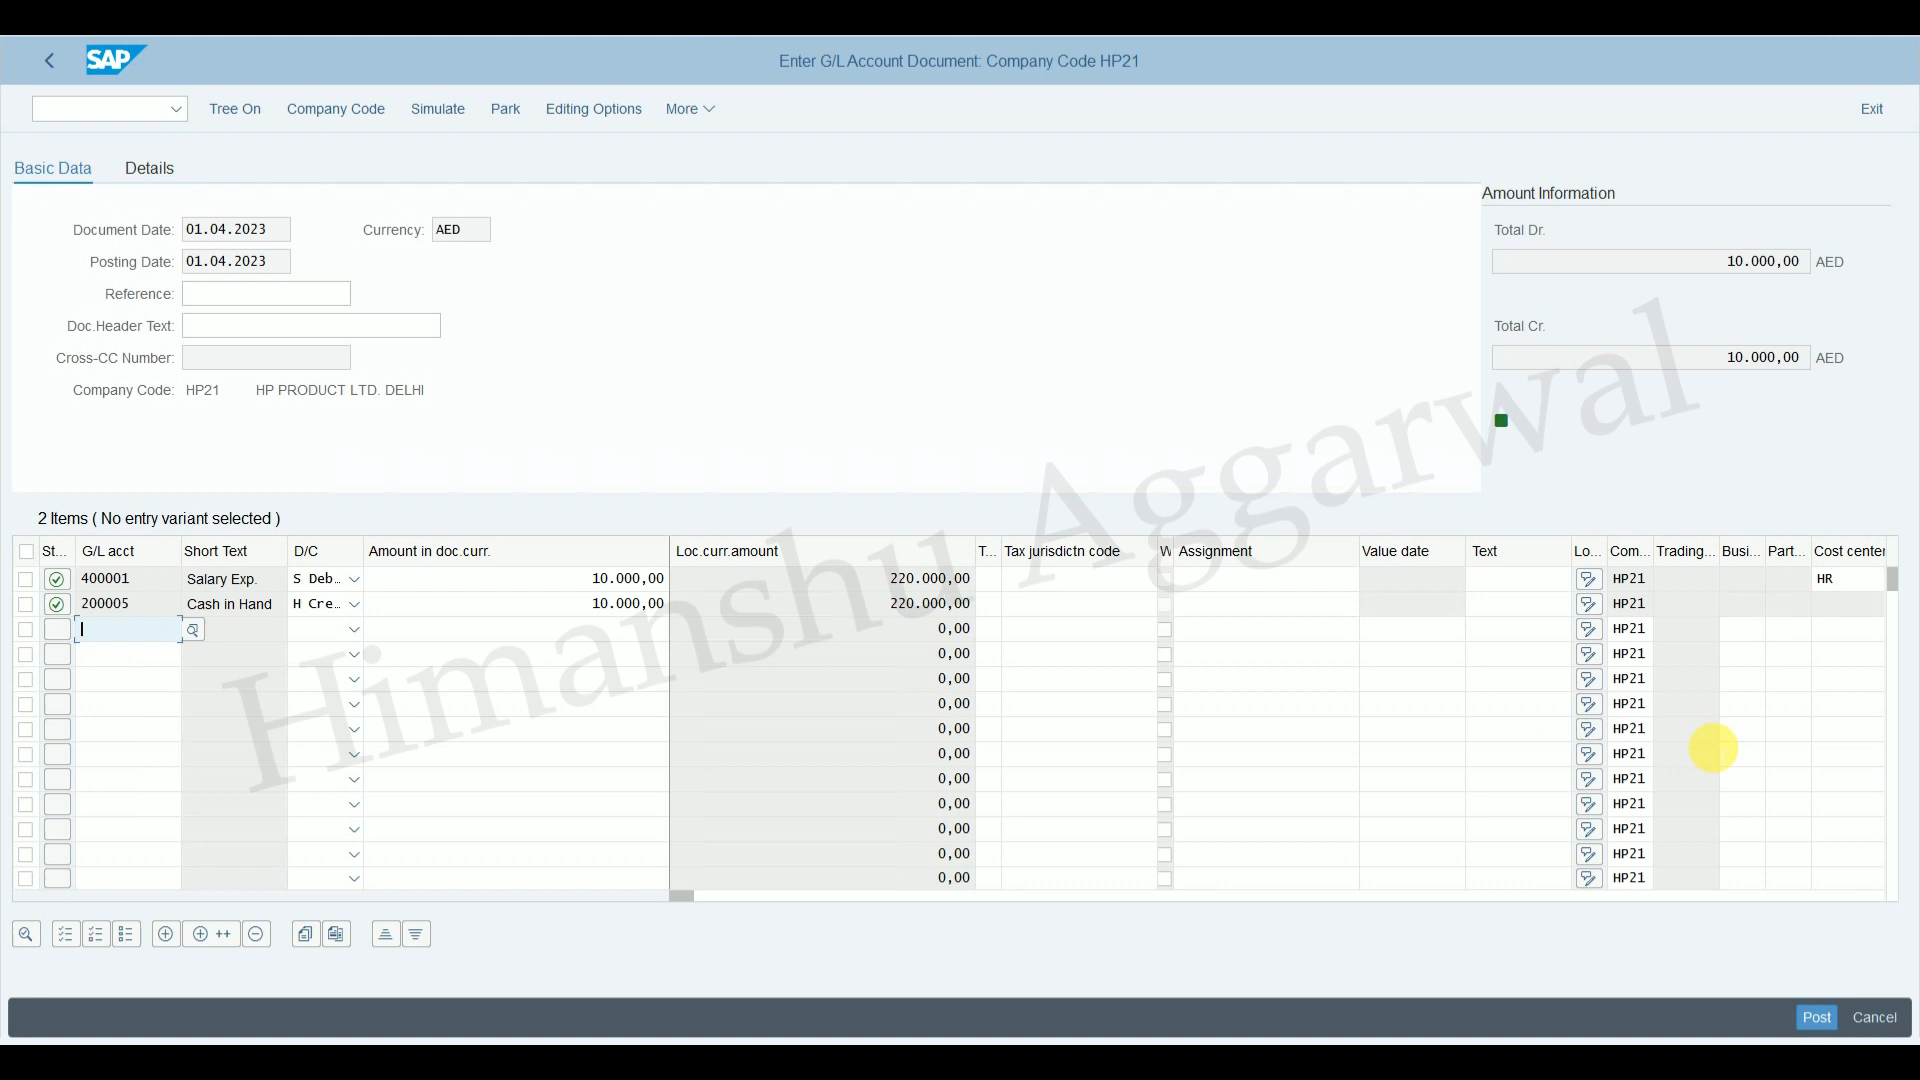 SAP
Enter G/L Account Document: Company Code HP21
Tree On Company Code Simulate Park Editing Options More Exit
Basic Data Details
Amount Information
Document Date: 01.04.2023 Currency: AED Total Dr.
Posting Date: 01.04.2023 10.000,00 AED
Reference:
Doc.Header Text: Total Cr.
Cross-CC Number: 10.000,00 AED
Company Code: HP21 HP PRODUCT LTD. DELHI
Himanshu Aggarwal
2 Items ( No entry variant selected )
St... G/L acct Short Text D/C Amount in doc.curr. Loc.curr.amount T... Tax jurisdictn code W Assignment Value date Text Lo... Com... Trading... Busi... Part... Cost center
400001 Salary Exp. S Deb… 10.000,00 220.000,00 HP21 HR
200005 Cash in Hand H Cre… 10.000,00 220.000,00 HP21
0,00 HP21
0,00 HP21
0,00 HP21
0,00 HP21
0,00 HP21
0,00 HP21
0,00 HP21
0,00 HP21
0,00 HP21
0,00 HP21
0,00 HP21
++
Post Cancel